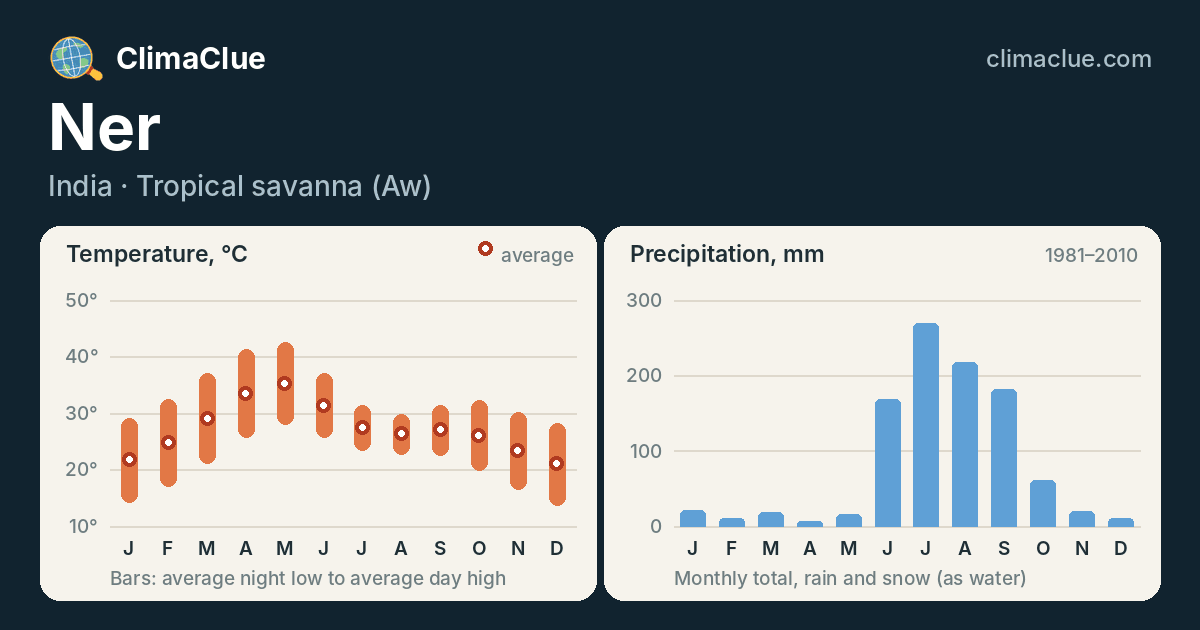 ClimaClue
climaclue.com
Ner
India · Tropical savanna (Aw)
Temperature, °C
average
50°
40°
30°
20°
10°
J F M A M J J A S O N D
Bars: average night low to average day high
Precipitation, mm
1981–2010
300
200
100
0
J F M A M J J A S O N D
Monthly total, rain and snow (as water)